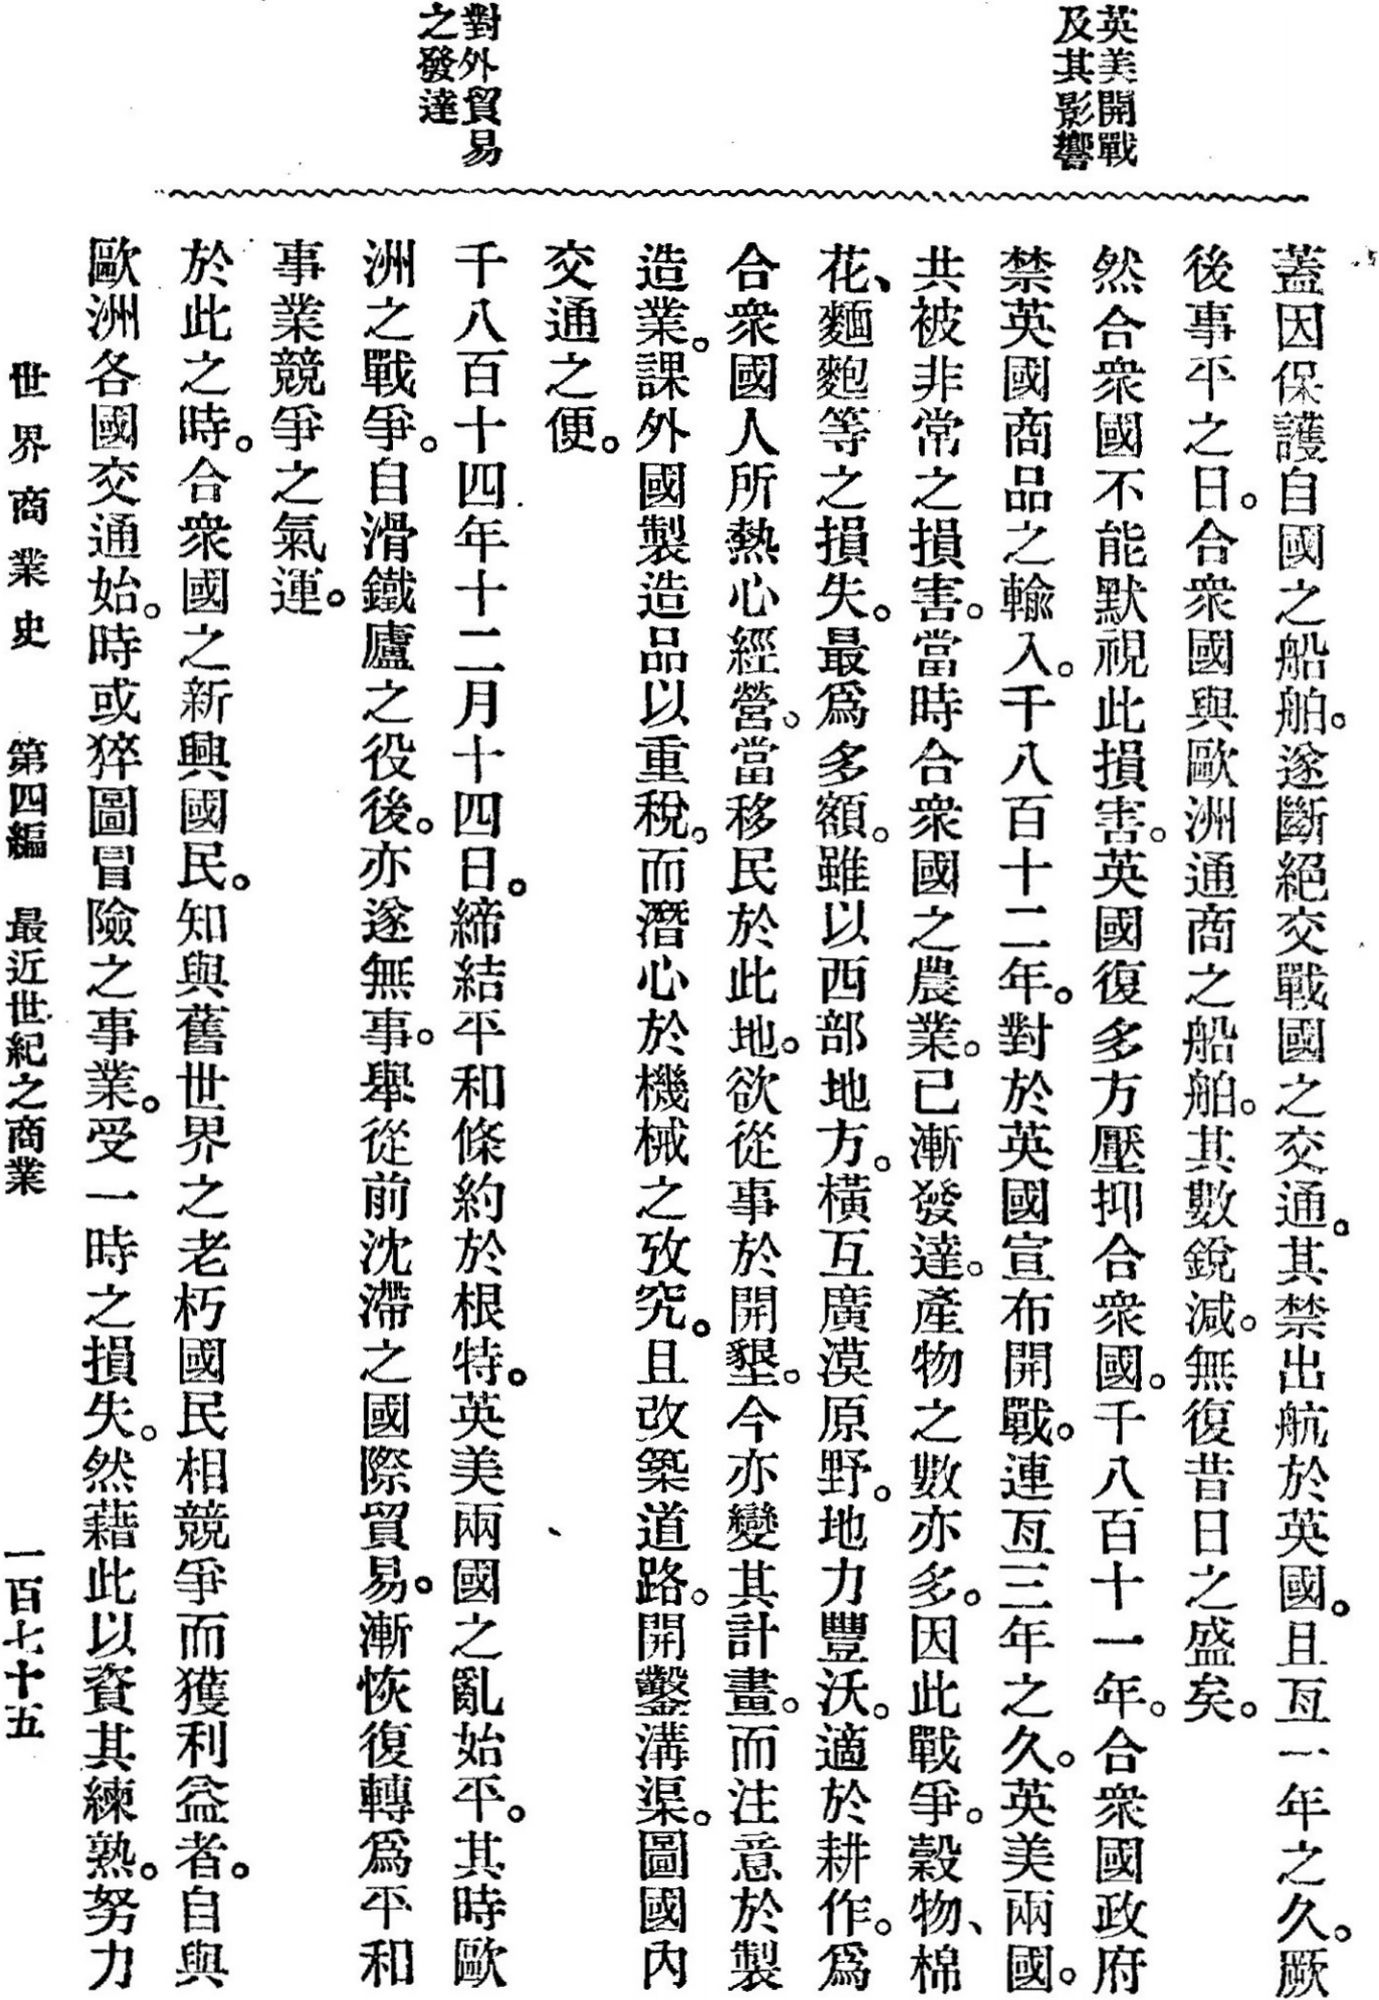 英美開戰
及其影響
對外貿易
之發達
蓋因保護自國之船舶。遂斷絕交戰國之交通。其禁出航於英國。且亙一年之久。厥
後事平之日。合衆國與歐洲通商之船舶。其數銳減。無復昔日之盛矣。
然合衆國不能默視此損害。英國復多方壓抑合衆國。千八百十一年。合衆國政府
禁英國商品之輸入。千八百十二年。對於英國宣布開戰。連亙三年之久。英美兩國。
共被非常之損害。當時合衆國之農業。已漸發達。產物之數亦多。因此戰爭。穀物、棉
花、麵麭等之損失。最爲多額。雖以西部地方。橫互廣漠原野。地力豐沃。適於耕作。爲
合衆國人所熱心經營。當移民於此地。欲從事於開墾。今亦變其計畫。而注意於製
造業。課外國製造品以重稅。而潛心於機械之攷究。且改築道路。開鑿溝渠。圖國內
交通之便。
千八百十四年十二月十四日。締結平和條約於根特。英美兩國之亂始平。其時歐
洲之戰爭。自滑鐵廬之役後。亦遂無事。舉從前沈滯之國際貿易。漸恢復轉爲平和
事業競爭之氣運。
於此之時。合衆國之新興國民。知與舊世界之老朽國民相競爭而獲利益者。自與
歐洲各國交通始。時或猝圖冒險之事業。受一時之損失。然藉此以資其練熟。努力
世界商業史 第四編 最近世紀之商業 一百七十五